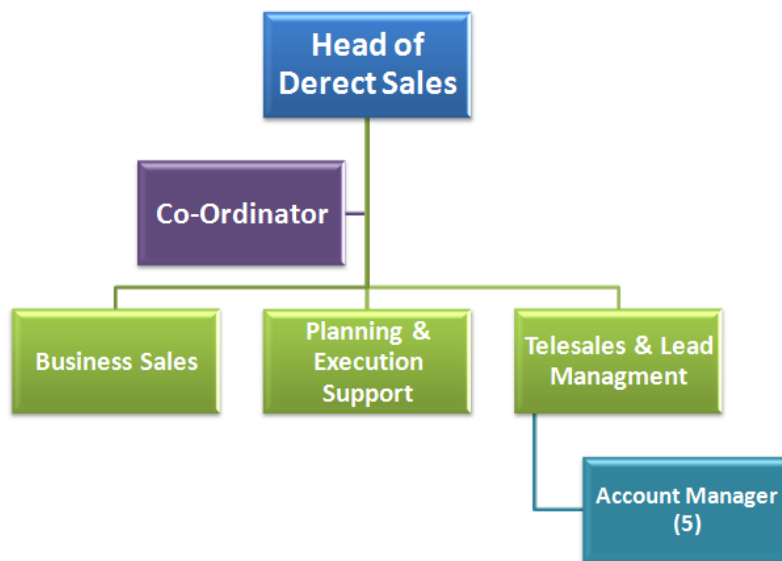 Head of
Derect Sales
Co-Ordinator
Business Sales
Planning &
Execution
Support
Telesales & Lead
Managment
Account Manager
(5)